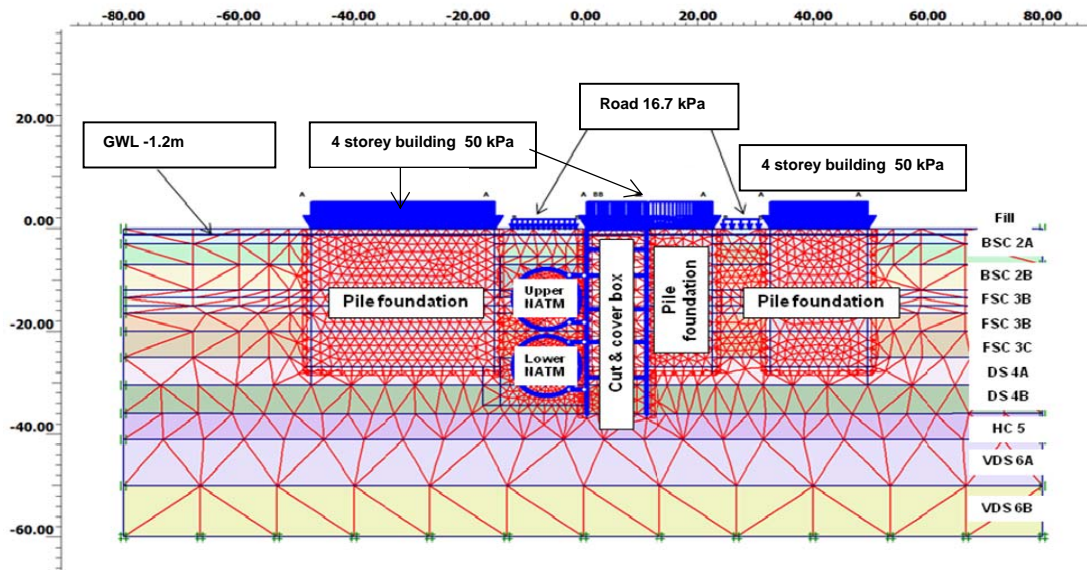 -80.00 -60.00 -40.00 -20.00 0.00 20.00 40.00 60.00 80.00
20.00
0.00
-20.00
-40.00
-60.00
Road 16.7 kPa
GWL -1.2m
4 storey building 50 kPa
4 storey building 50 kPa
Fill
BSC 2A
BSC 2B
FSC 3B
FSC 3B
FSC 3C
DS 4A
DS 4B
HC 5
VDS 6A
VDS 6B
Pile foundation
Upper
NATM
Lower
NATM
Cut & cover box
Pile
foundation
Pile foundation